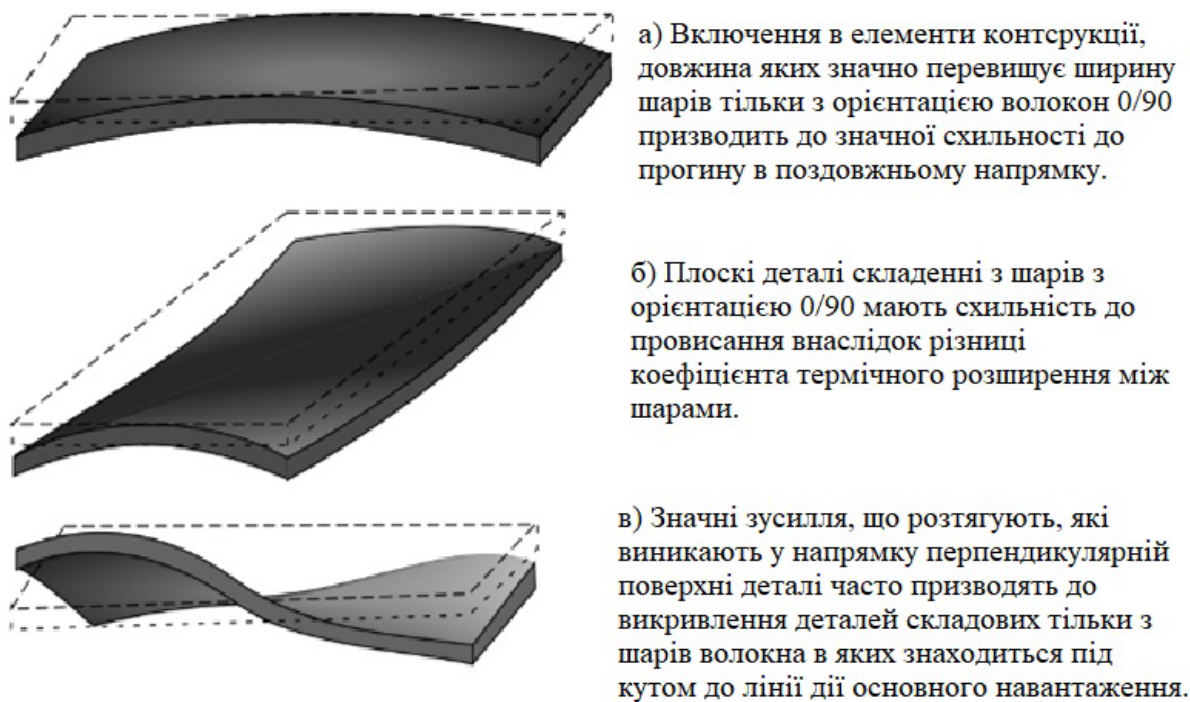 а) Включення в елементи контсрукції,
довжина яких значно перевищує ширину
шарів тільки з орієнтацією волокон 0/90
призводить до значної схильності до
прогину в поздовжньому напрямку.
б) Плоскі деталі складенні з шарів з
орієнтацією 0/90 мають схильність до
провисання внаслідок різниці
коефіцієнта термічного розширення між
шарами.
в) Значні зусилля, що розтягують, які
виникають у напрямку перпендикулярній
поверхні деталі часто призводять до
викривлення деталей складових тільки з
шарів волокна в яких знаходиться під
кутом до лінії дії основного навантаження.